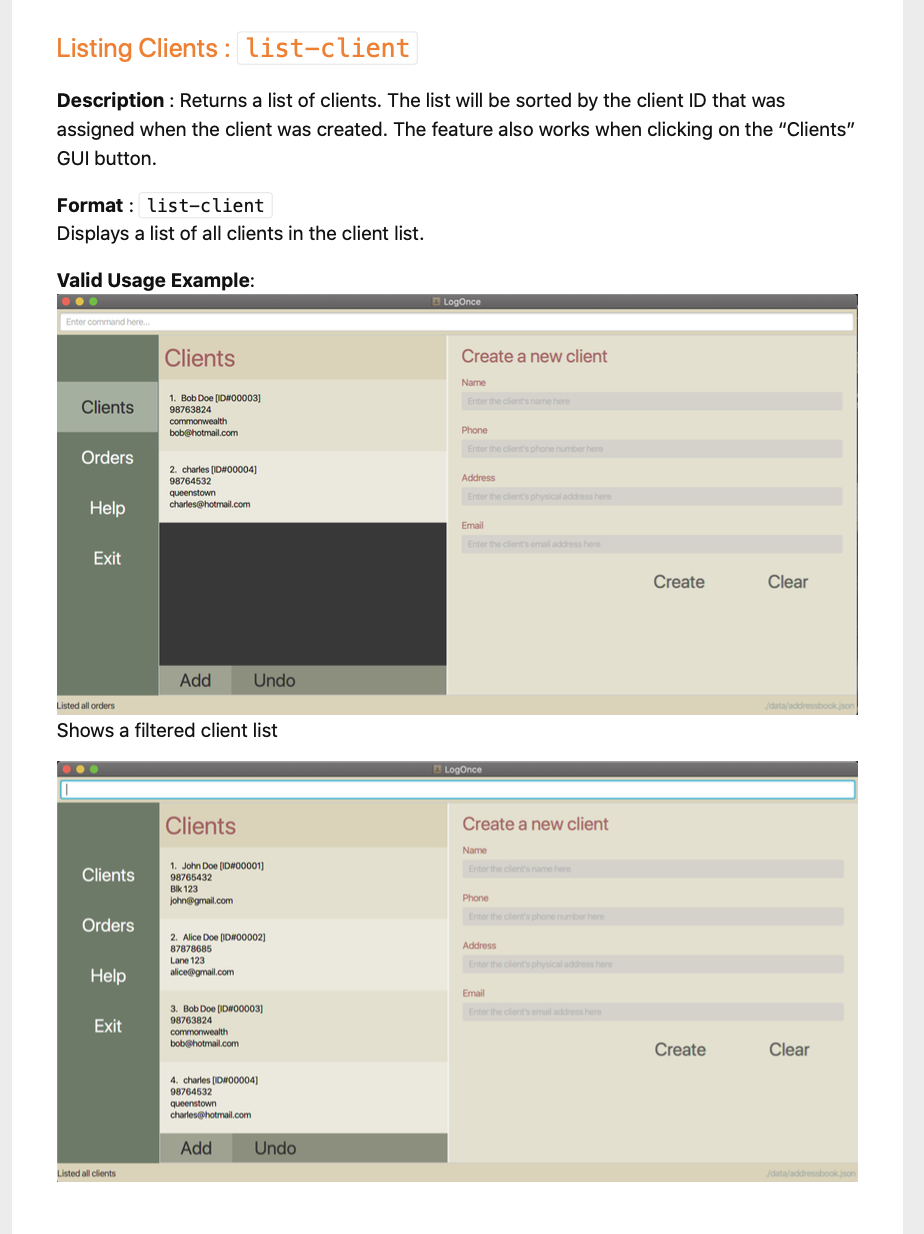 Listing Clients : list-client
Description : Returns a list of clients. The list will be sorted by the client ID that was
assigned when the client was created. The feature also works when clicking on the “Clients”
GUI button.
Format : list-client
Displays a list of all clients in the client list.
Valid Usage Example:
LogOnce
Enter command here...
Clients
Orders
Help
Exit
Clients
1. Bob Doe [ID#00003]
98763824
commonwealth
bob@hotmail.com
2. charles [ID#00004]
98764532
queenstown
charles@hotmail.com
Add Undo
Create a new client
Name
Enter the client's name here
Phone
Enter the client's phone number here
Address
Enter the client's physical address here
Email
Enter the client's email address here
Create Clear
Listed all orders
./data/addressbook.json
Shows a filtered client list
LogOnce
Clients
Orders
Help
Exit
Clients
1. John Doe [ID#00001]
98765432
Blk 123
john@gmail.com
2. Alice Doe [ID#00002]
87878685
Lane 123
alice@gmail.com
3. Bob Doe [ID#00003]
98763824
commonwealth
bob@hotmail.com
4. charles [ID#00004]
98764532
queenstown
charles@hotmail.com
Add Undo
Create a new client
Name
Enter the client's name here
Phone
Enter the client's phone number here
Address
Enter the client's physical address here
Email
Enter the client's email address here
Create Clear
Listed all clients
./data/addressbook.json